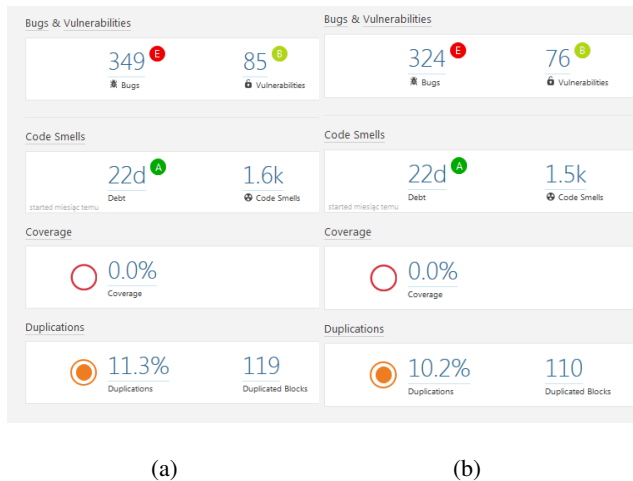 Bugs & Vulnerabilities
349 E
85 B
Bugs
Vulnerabilities
Code Smells
22d A
1.6k
Debt
Code Smells
started miesiąc temu
Coverage
0.0%
Coverage
Duplications
11.3%
119
Duplications
Duplicated Blocks
(a)
Bugs & Vulnerabilities
324 E
76 B
Bugs
Vulnerabilities
Code Smells
22d A
1.5k
Debt
Code Smells
started miesiąc temu
Coverage
0.0%
Coverage
Duplications
10.2%
110
Duplications
Duplicated Blocks
(b)